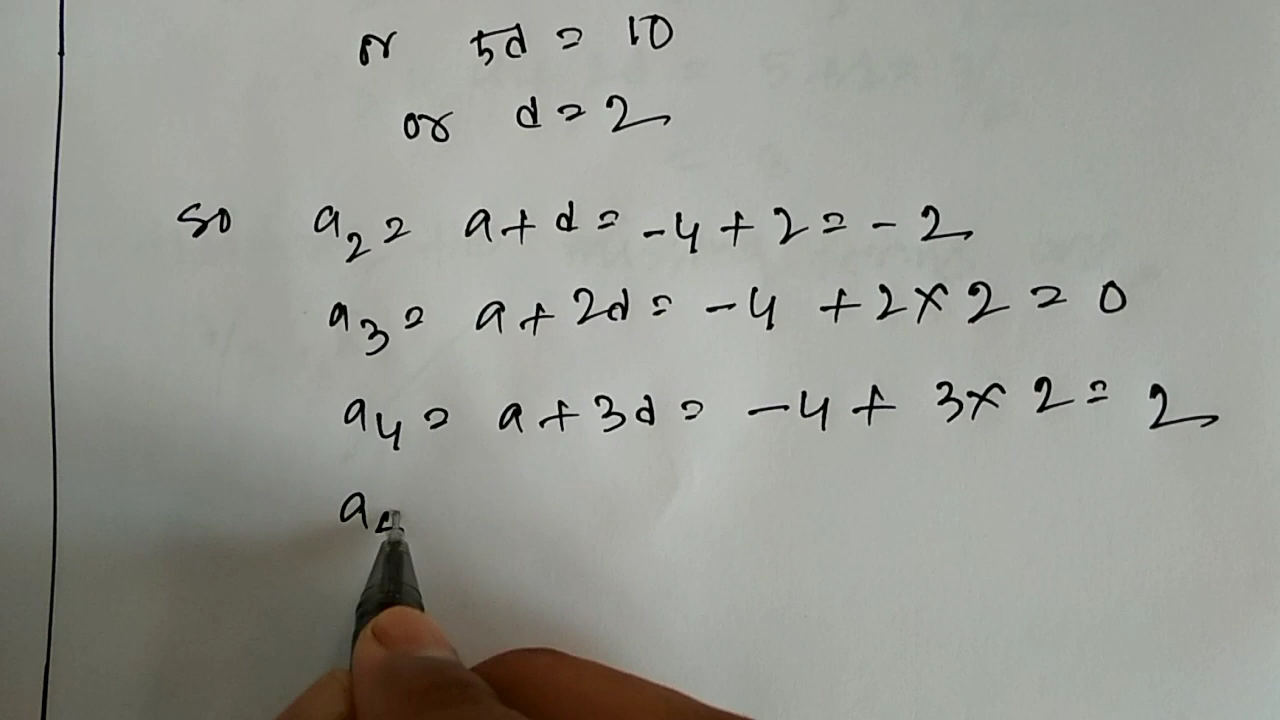 or 5d = 10
or d = 2
so a2 = a + d = -4 + 2 = -2
a3 = a + 2d = -4 + 2 × 2 = 0
a4 = a + 3d = -4 + 3 × 2 = 2
a